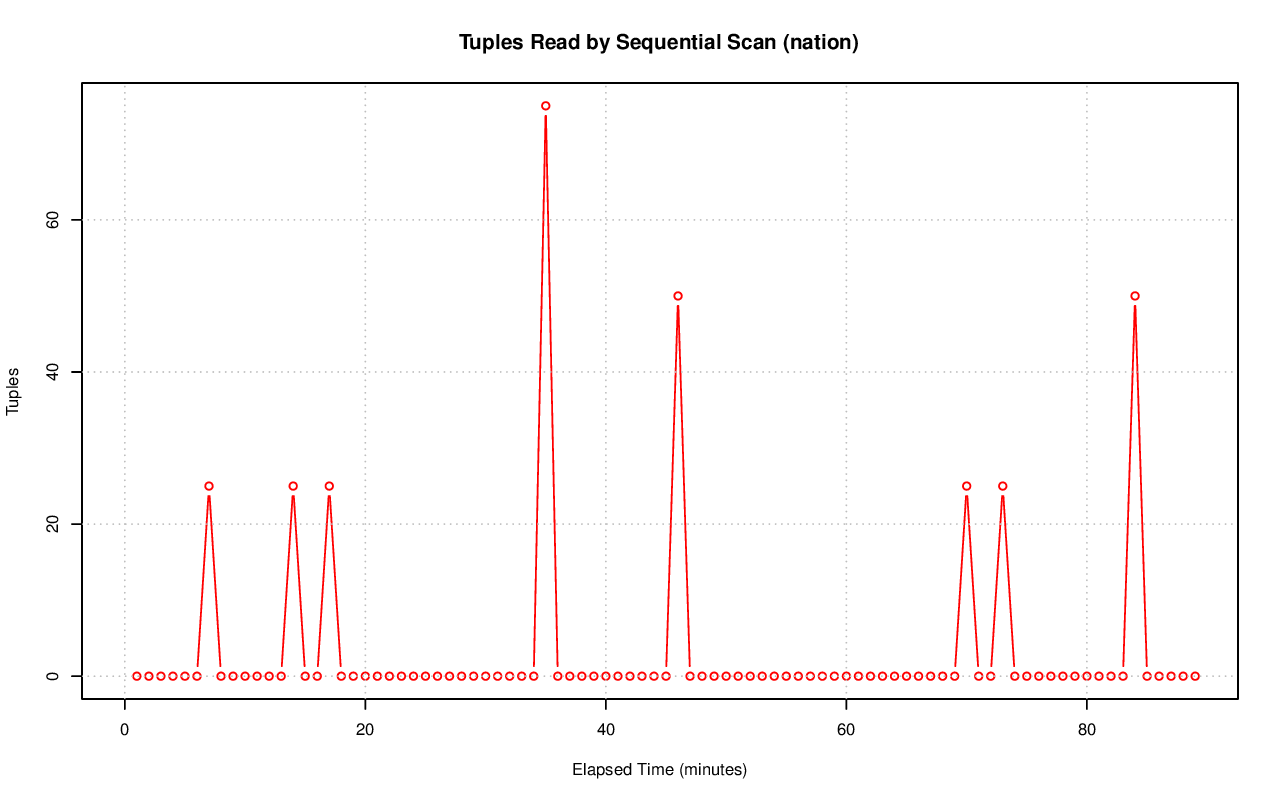 Tuples Read by Sequential Scan (nation)
Tuples
60
40
20
0
0 20 40 60 80
Elapsed Time (minutes)